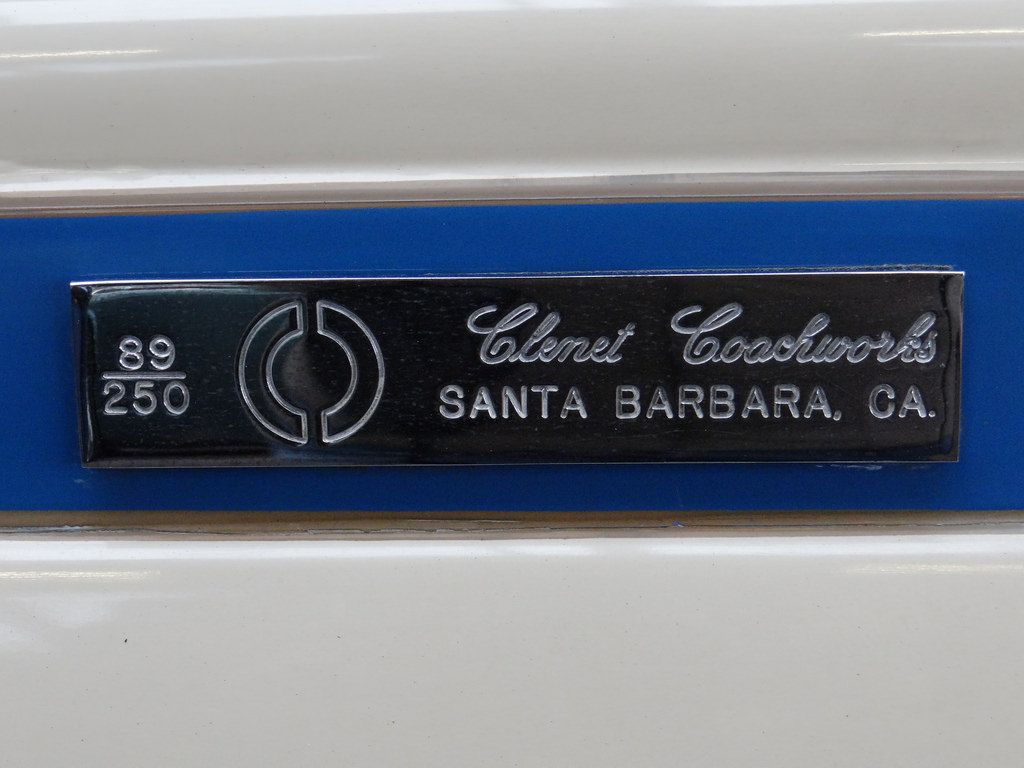 89
250
Clenet Coachworks
SANTA BARBARA, CA.